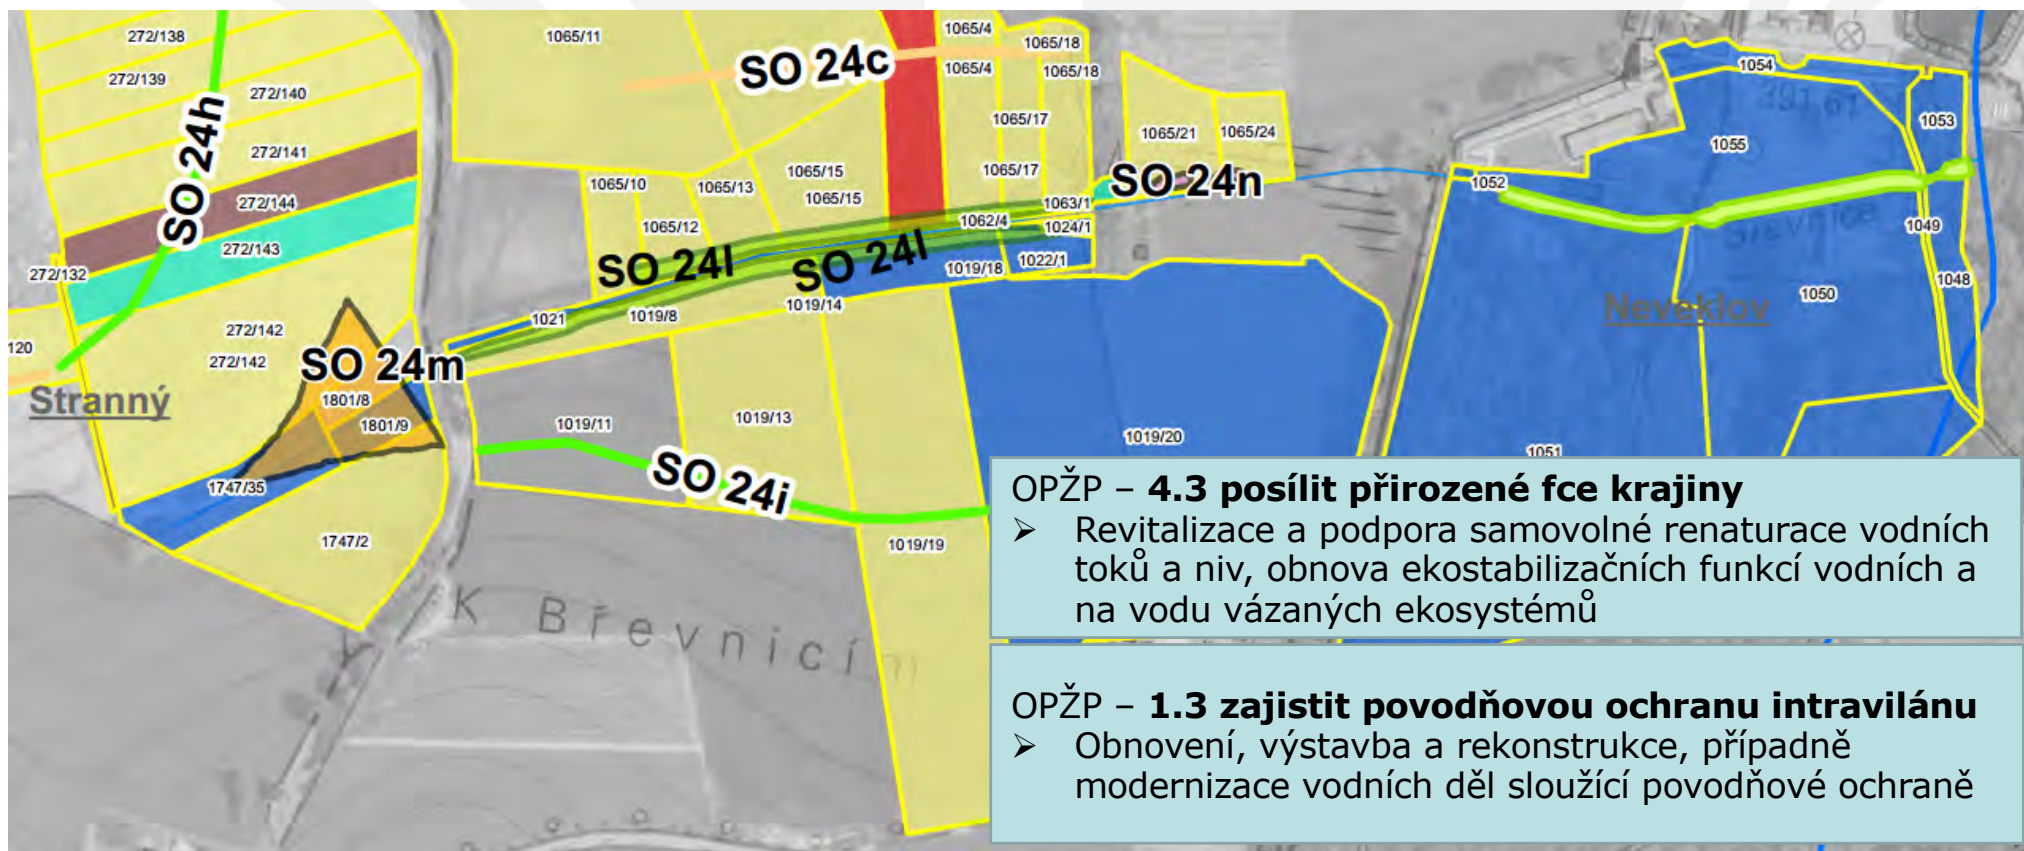 272/138
1065/11
1065/4
1065/18
1054
272/139
272/140
SO 24c
1065/4
1065/18
391,61
SO 24h
1065/17
1065/21
1065/24
1053
272/141
1055
1065/10
1065/13
1065/15
1065/17
SO 24n
1052
272/144
1065/15
1063/1
1065/12
1062/4
1024/1
Břevnica
1049
272/143
272/132
SO 24l
SO 24l
1019/18
1022/1
1048
1050
1021
1019/8
1019/14
Neveklov
272/142
120
272/142
SO 24m
Stranný
1801/8
1801/9
1019/11
1019/13
1019/20
1051
SO 24i
1747/35
1747/2
1019/19
K Břevnicím
OPŽP – 4.3 posílit přirozené fce krajiny
➢ Revitalizace a podpora samovolné renaturace vodních
toků a niv, obnova ekostabilizačních funkcí vodních a
na vodu vázaných ekosystémů
OPŽP – 1.3 zajistit povodňovou ochranu intravilánu
➢ Obnovení, výstavba a rekonstrukce, případně
modernizace vodních děl sloužící povodňové ochraně